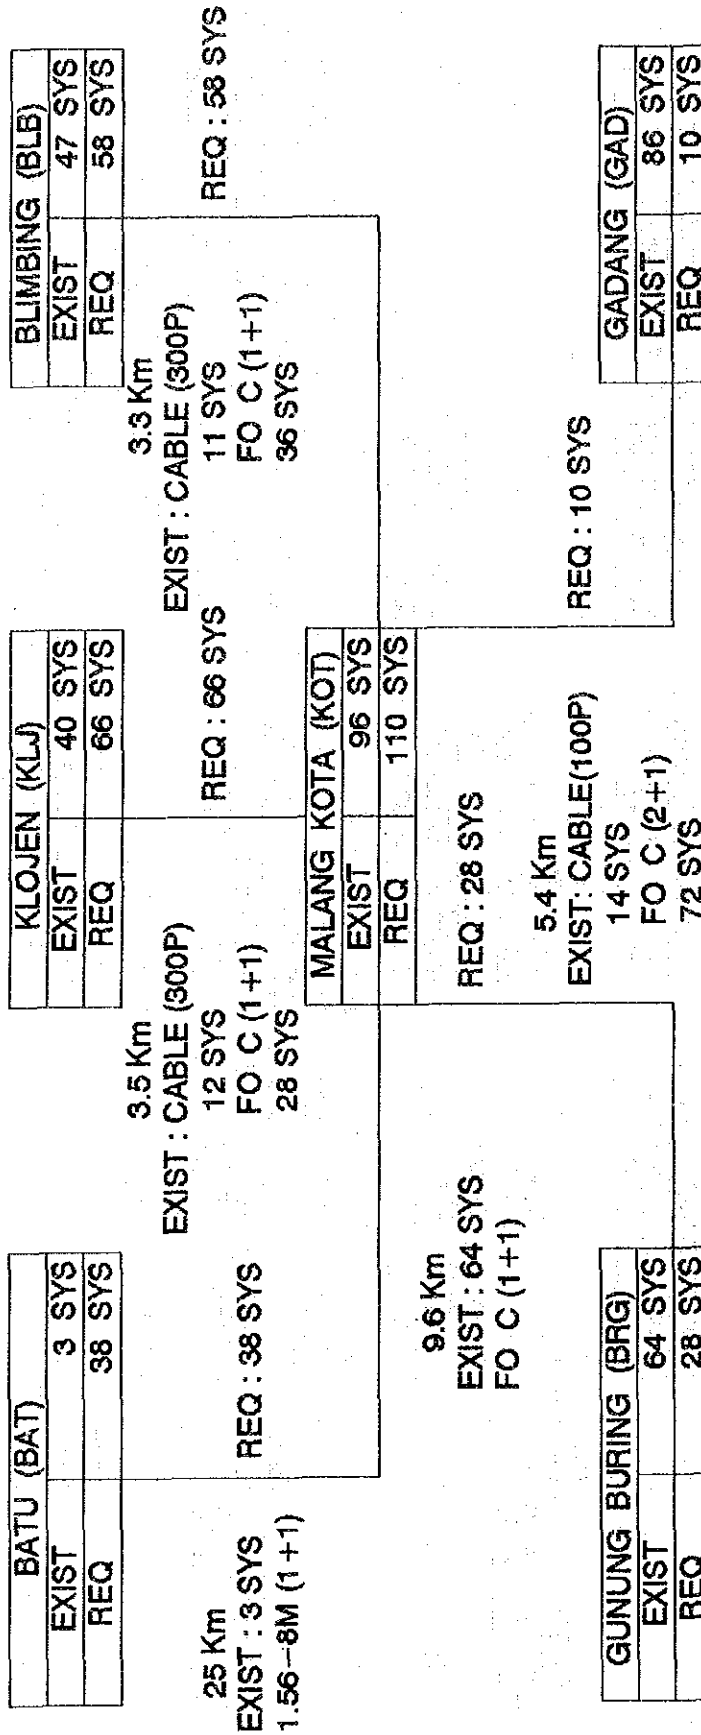 BATU (BAT)
EXIST 3 SYS
REQ 38 SYS
KLOJEN (KLJ)
EXIST 40 SYS
REQ 66 SYS
BLIMBING (BLB)
EXIST 47 SYS
REQ 58 SYS
25 Km
EXIST : 3 SYS
1.56-8M (1+1)
REQ : 38 SYS
3.5 Km
EXIST : CABLE (300P)
12 SYS
FO C (1+1)
28 SYS
REQ : 66 SYS
3.3 Km
EXIST : CABLE (300P)
11 SYS
FO C (1+1)
36 SYS
REQ : 58 SYS
MALANG KOTA (KOT)
EXIST 96 SYS
REQ 110 SYS
9.6 Km
EXIST : 64 SYS
FO C (1+1)
REQ : 28 SYS
5.4 Km
EXIST: CABLE(100P)
14 SYS
FO C (2+1)
72 SYS
REQ : 10 SYS
GUNUNG BURING (BRG)
EXIST 64 SYS
REQ 28 SYS
GADANG (GAD)
EXIST 86 SYS
REQ 10 SYS